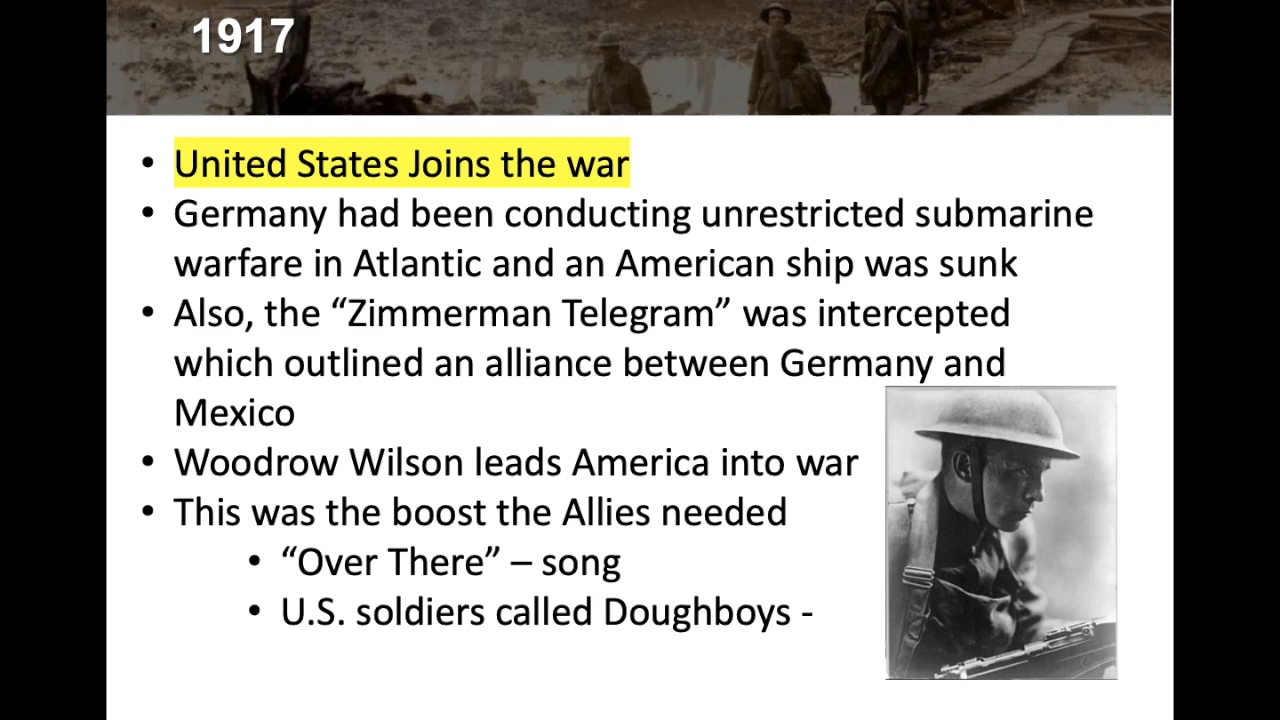 1917
• United States Joins the war
• Germany had been conducting unrestricted submarine
warfare in Atlantic and an American ship was sunk
• Also, the “Zimmerman Telegram” was intercepted
which outlined an alliance between Germany and
Mexico
• Woodrow Wilson leads America into war
• This was the boost the Allies needed
• “Over There” – song
• U.S. soldiers called Doughboys -